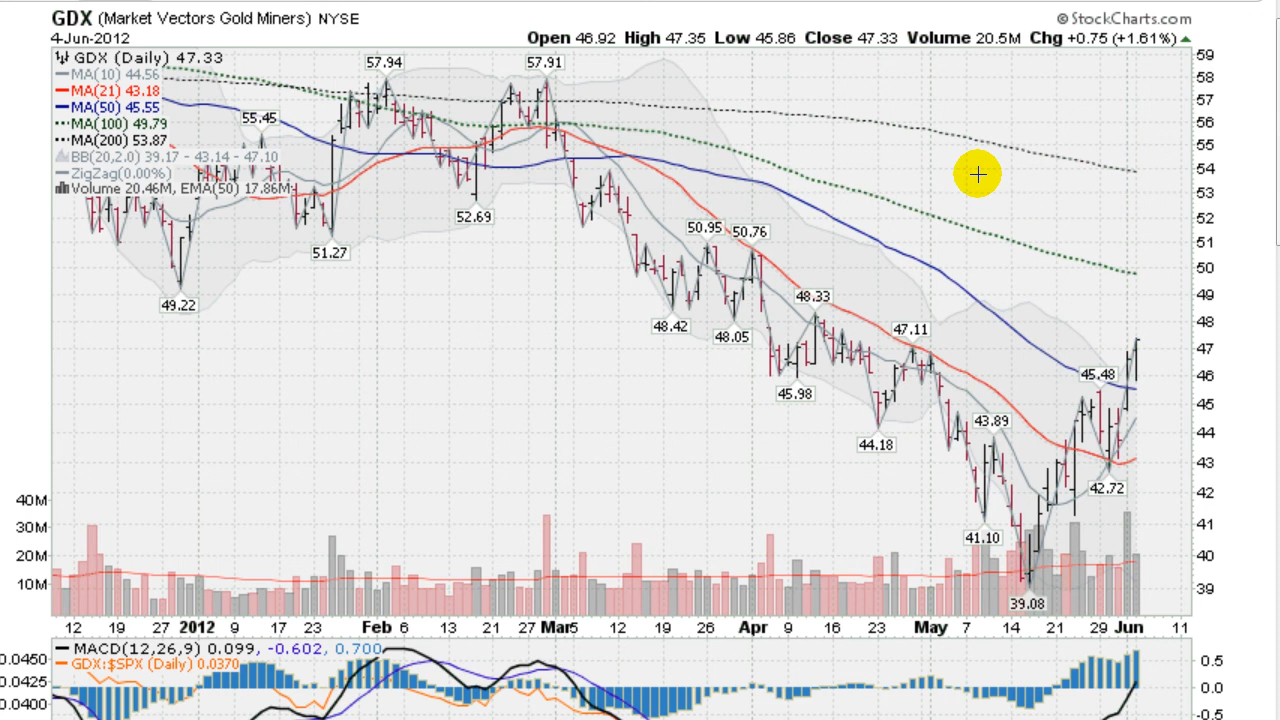 GDX (Market Vectors Gold Miners) NYSE
© StockCharts.com
4-Jun-2012
Open 46.92 High 47.35 Low 45.86 Close 47.33 Volume 20.5M Chg +0.75 (+1.61%)
GDX (Daily) 47.33
MA(10) 44.56
MA(21) 43.18
MA(50) 45.55
MA(100) 49.79
MA(200) 53.87
BB(20,2.0) 39.17 - 43.14 - 47.10
ZigZag(0.00%)
Volume 20.46M, EMA(50) 17.86M
57.94
57.91
55.45
52.69
51.27
49.22
50.95
50.76
48.42
48.05
48.33
47.11
45.98
44.18
45.48
43.89
42.72
41.10
39.08
59
58
57
56
55
54
53
52
51
50
49
48
47
46
45
44
43
42
41
40
39
40M
30M
20M
10M
12 19 27 2012 9 17 23 Feb 6 13 21 27 Mar 5 12 19 26 Apr 9 16 23 May 7 14 21 29 Jun 11
MACD(12,26,9) 0.099, -0.602, 0.700
GDX:$SPX (Daily) 0.0370
0.0450
0.0425
0.0400
0.5
0.0
-0.5